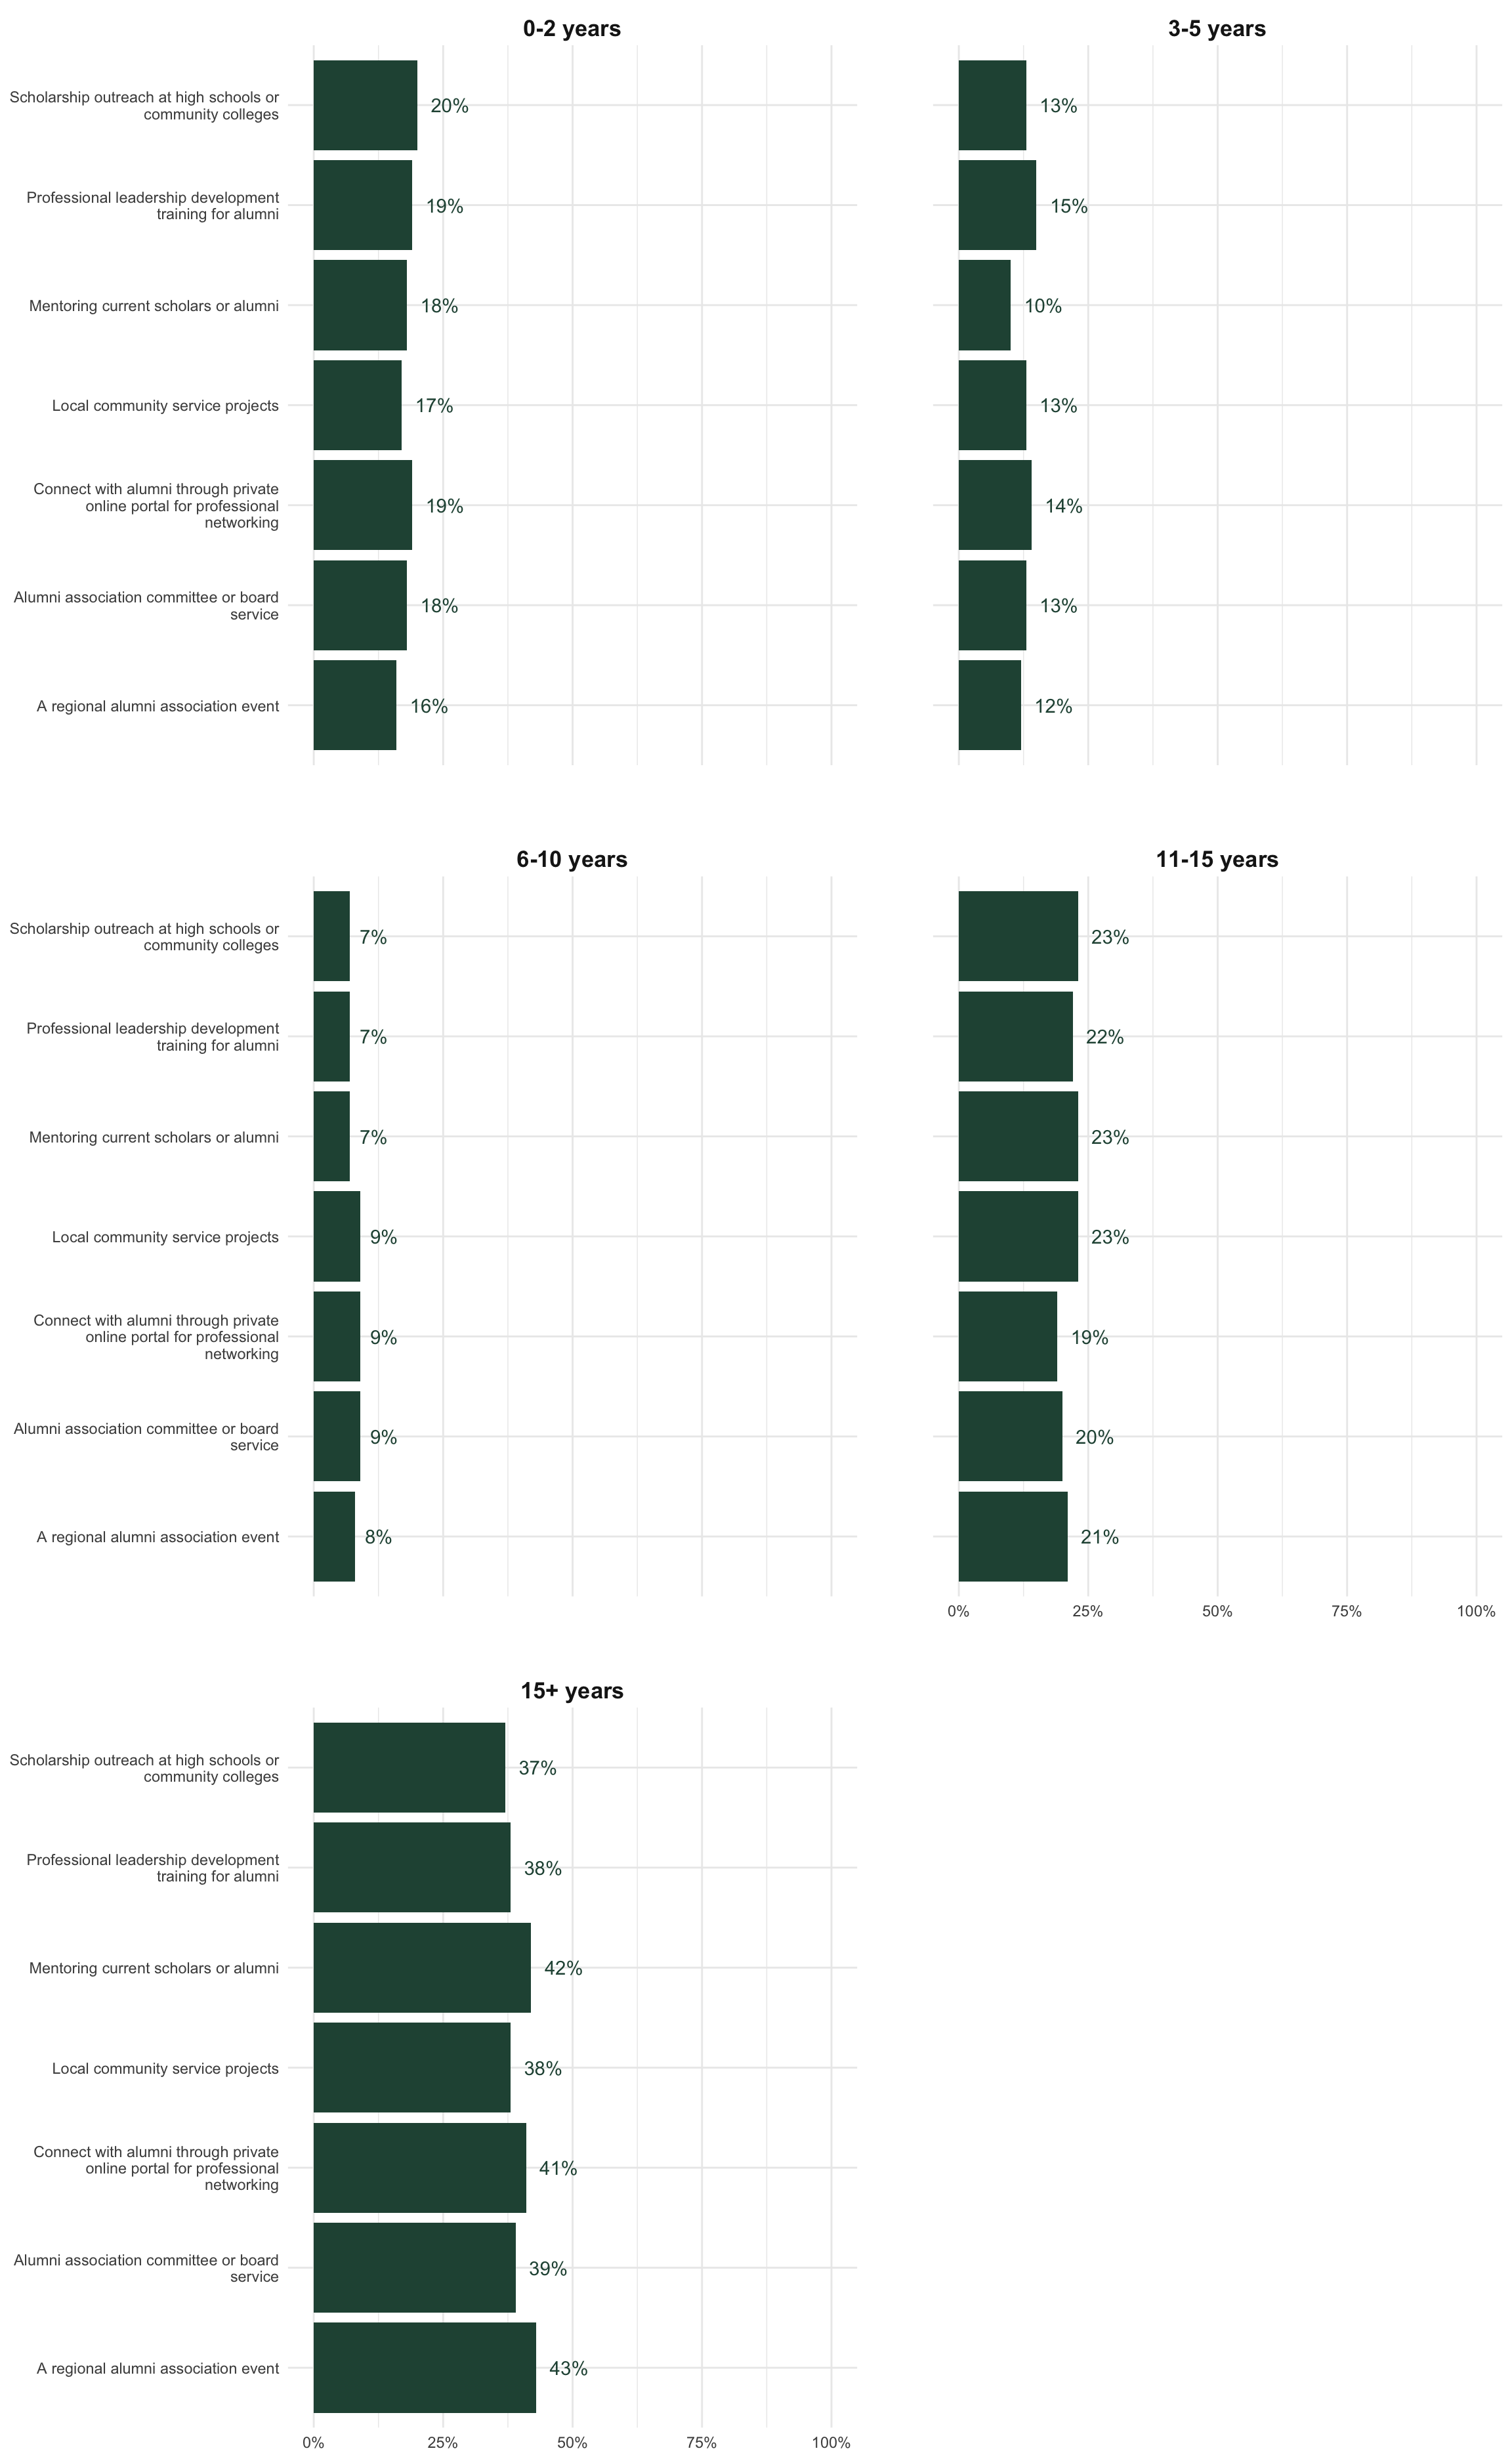 0-2 years
Scholarship outreach at high schools or
community colleges
20%
Professional leadership development
training for alumni
19%
Mentoring current scholars or alumni
18%
Local community service projects
17%
Connect with alumni through private
online portal for professional
networking
19%
Alumni association committee or board
service
18%
A regional alumni association event
16%
3-5 years
13%
15%
10%
13%
14%
13%
12%
6-10 years
Scholarship outreach at high schools or
community colleges
7%
Professional leadership development
training for alumni
7%
Mentoring current scholars or alumni
7%
Local community service projects
9%
Connect with alumni through private
online portal for professional
networking
9%
Alumni association committee or board
service
9%
A regional alumni association event
8%
11-15 years
23%
22%
23%
23%
19%
20%
21%
0% 25% 50% 75% 100%
15+ years
Scholarship outreach at high schools or
community colleges
37%
Professional leadership development
training for alumni
38%
Mentoring current scholars or alumni
42%
Local community service projects
38%
Connect with alumni through private
online portal for professional
networking
41%
Alumni association committee or board
service
39%
A regional alumni association event
43%
0% 25% 50% 75% 100%